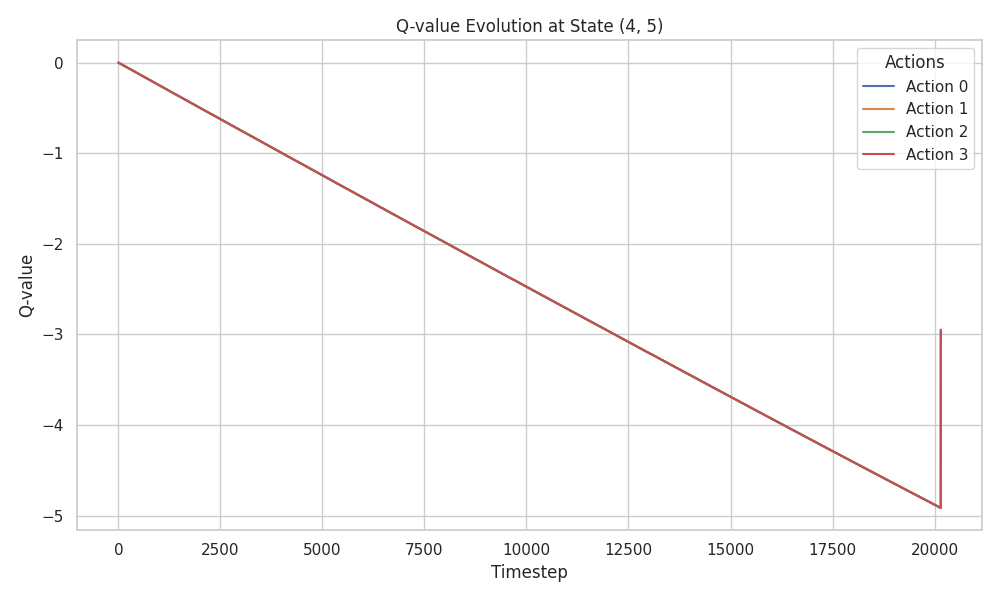 Q-value Evolution at State (4, 5)
Actions
Action 0
Action 1
Action 2
Action 3
Q-value
0
−1
−2
−3
−4
−5
0 2500 5000 7500 10000 12500 15000 17500 20000
Timestep